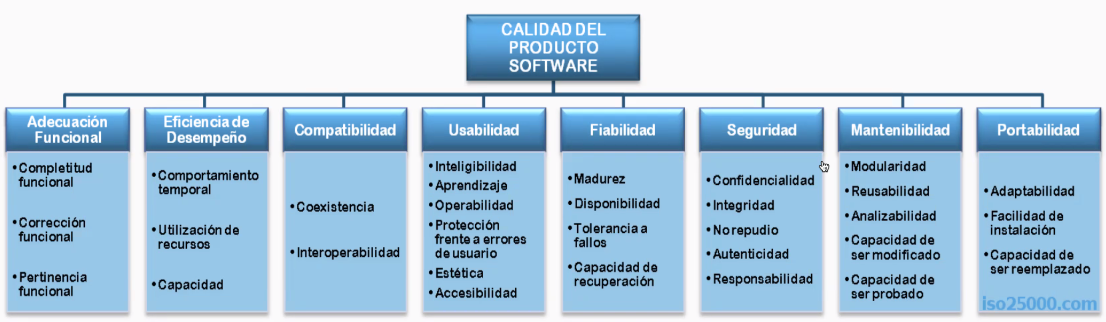 CALIDAD DEL
PRODUCTO
SOFTWARE
Adecuación
Funcional
• Completitud
funcional
• Corrección
funcional
• Pertinencia
funcional
Eficiencia de
Desempeño
• Comportamiento
temporal
• Utilización de
recursos
• Capacidad
Compatibilidad
• Coexistencia
• Interoperabilidad
Usabilidad
• Inteligibilidad
• Aprendizaje
• Operabilidad
• Protección
frente a errores
de usuario
• Estética
• Accesibilidad
Fiabilidad
• Madurez
• Disponibilidad
• Tolerancia a
fallos
• Capacidad de
recuperación
Seguridad
• Confidencialidad
• Integridad
• No repudio
• Autenticidad
• Responsabilidad
Mantenibilidad
• Modularidad
• Reusabilidad
• Analizabilidad
• Capacidad de
ser modificado
• Capacidad de
ser probado
Portabilidad
• Adaptabilidad
• Facilidad de
instalación
• Capacidad de
ser reemplazado
iso25000.com